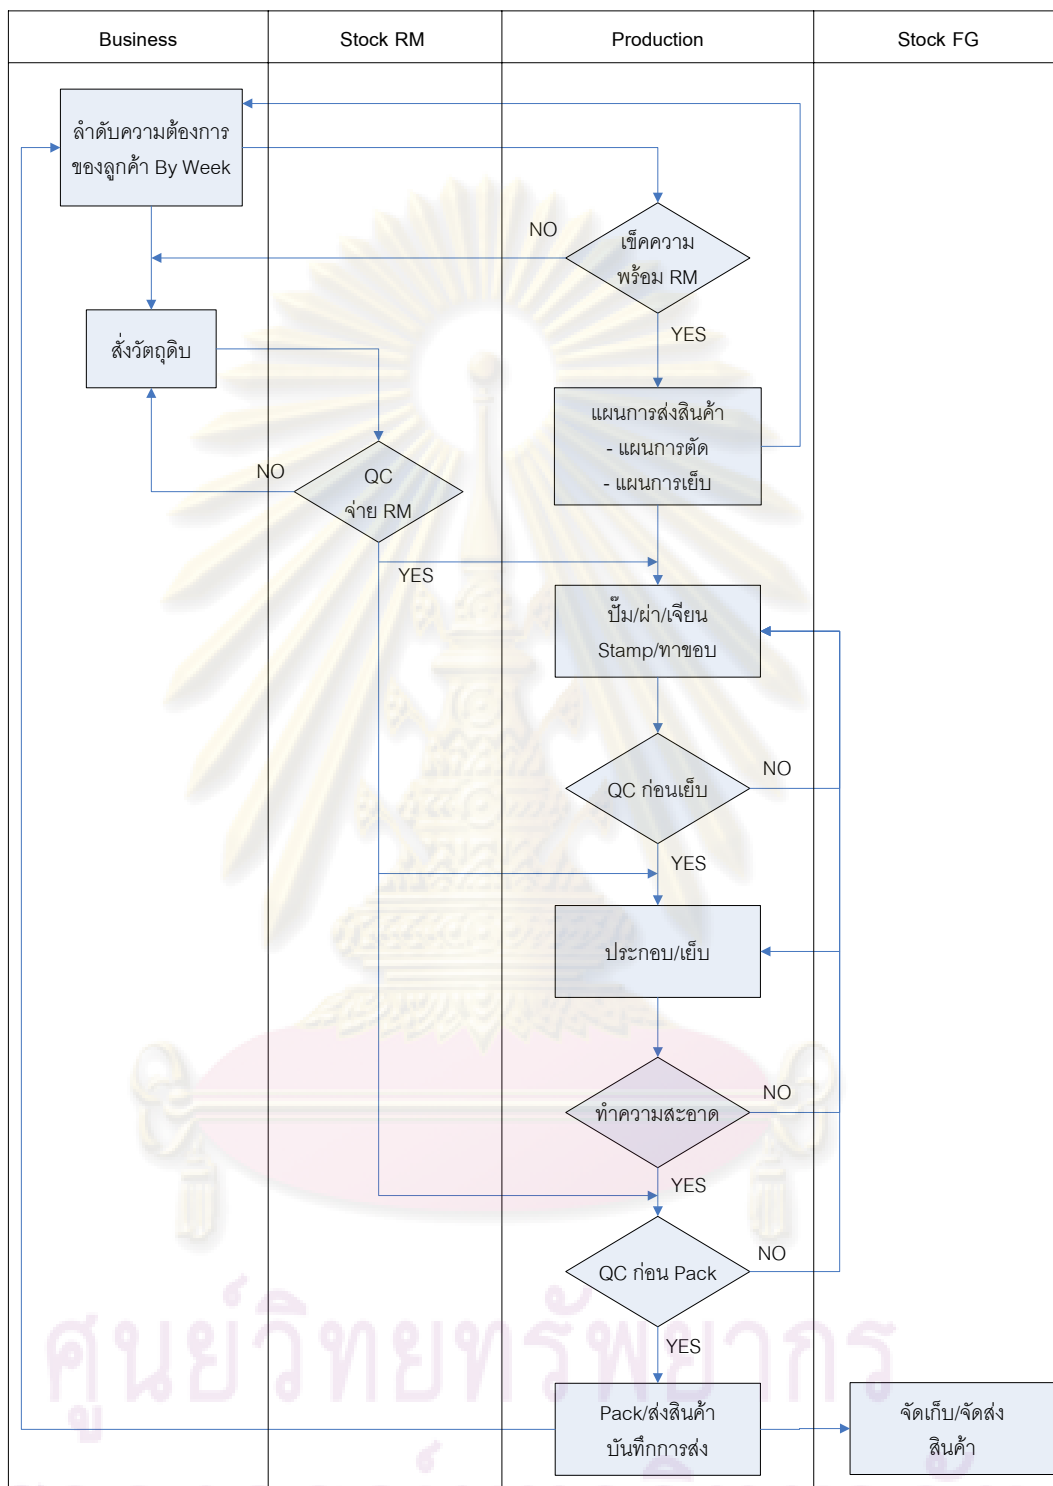 Business
Stock RM
Production
Stock FG
ลำดับความต้องการ
ของลูกค้า By Week
NO
เช็คความ
พร้อม RM
YES
สั่งวัตถุดิบ
แผนการส่งสินค้า
- แผนการตัด
- แผนการเย็บ
NO
QC
จ่าย RM
YES
ปั๊ม/ผ่า/เจียน
Stamp/ทาขอบ
QC ก่อนเย็บ
NO
YES
ประกอบ/เย็บ
ทำความสะอาด
NO
YES
QC ก่อน Pack
NO
YES
Pack/ส่งสินค้า
บันทึกการส่ง
จัดเก็บ/จัดส่ง
สินค้า
ศูนย์วิทยทรัพยากร